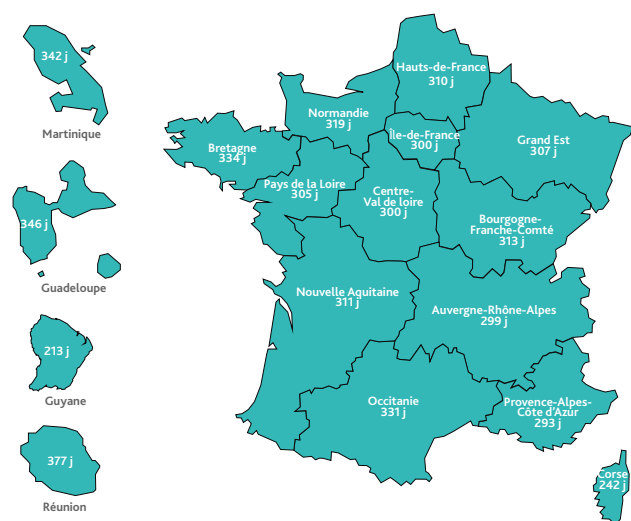 342 j
Martinique
346 j
Guadeloupe
213 j
Guyane
377 j
Réunion
Hauts-de-France
310 j
Normandie
319 j
Île-de-France
300 j
Grand Est
307 j
Bretagne
334 j
Pays de la Loire
305 j
Centre-
Val de loire
300 j
Bourgogne-
Franche-Comté
313 j
Nouvelle Aquitaine
311 j
Auvergne-Rhône-Alpes
299 j
Occitanie
331 j
Provence-Alpes-
Côte d'Azur
293 j
Corse
242 j